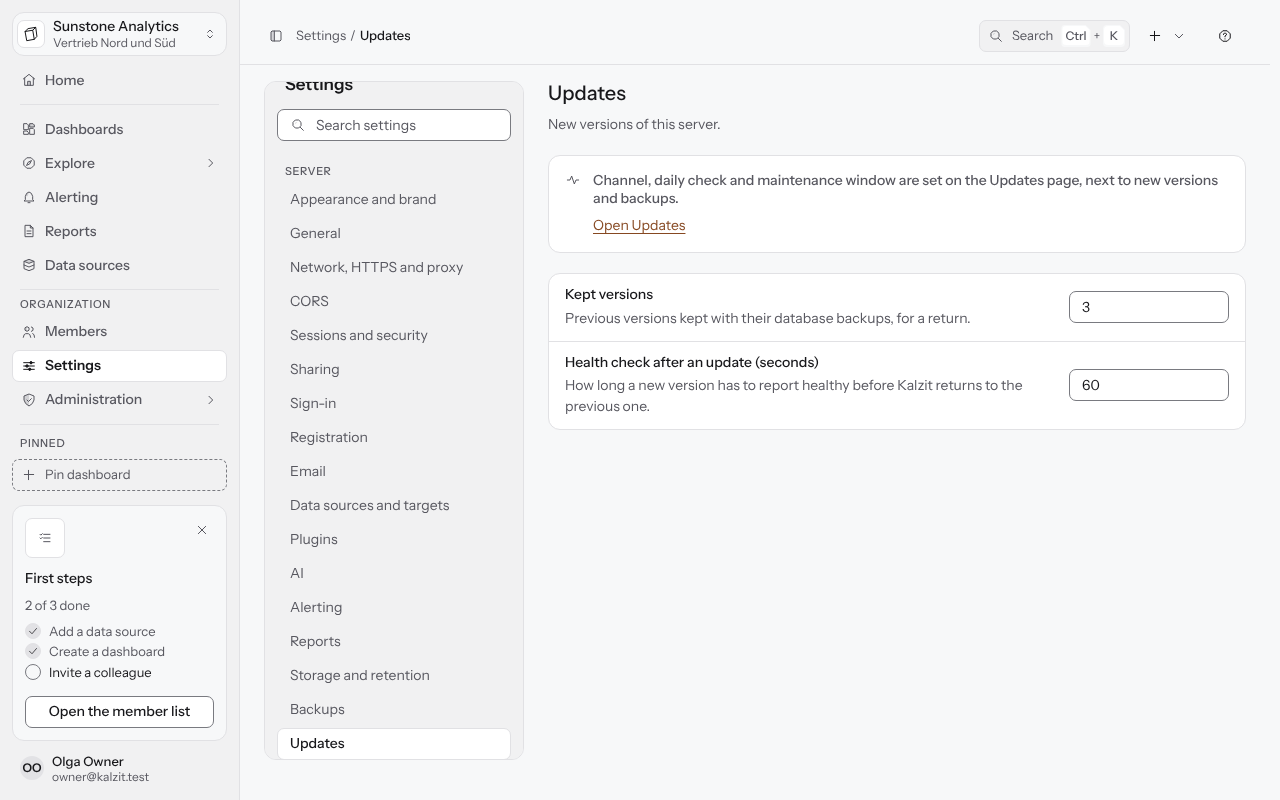 Sunstone Analytics
Vertrieb Nord und Süd
Home
Dashboards
Explore
Alerting
Reports
Data sources
ORGANIZATION
Members
Settings
Administration
PINNED
Pin dashboard
First steps
2 of 3 done
Add a data source
Create a dashboard
Invite a colleague
Open the member list
OO
Olga Owner
owner@kalzit.test
Settings / Updates
Search Ctrl + K
Settings
Search settings
SERVER
Appearance and brand
General
Network, HTTPS and proxy
CORS
Sessions and security
Sharing
Sign-in
Registration
Email
Data sources and targets
Plugins
AI
Alerting
Reports
Storage and retention
Backups
Updates
Updates
New versions of this server.
Channel, daily check and maintenance window are set on the Updates page, next to new versions
and backups.
Open Updates
Kept versions
Previous versions kept with their database backups, for a return.
3
Health check after an update (seconds)
How long a new version has to report healthy before Kalzit returns to the
previous one.
60